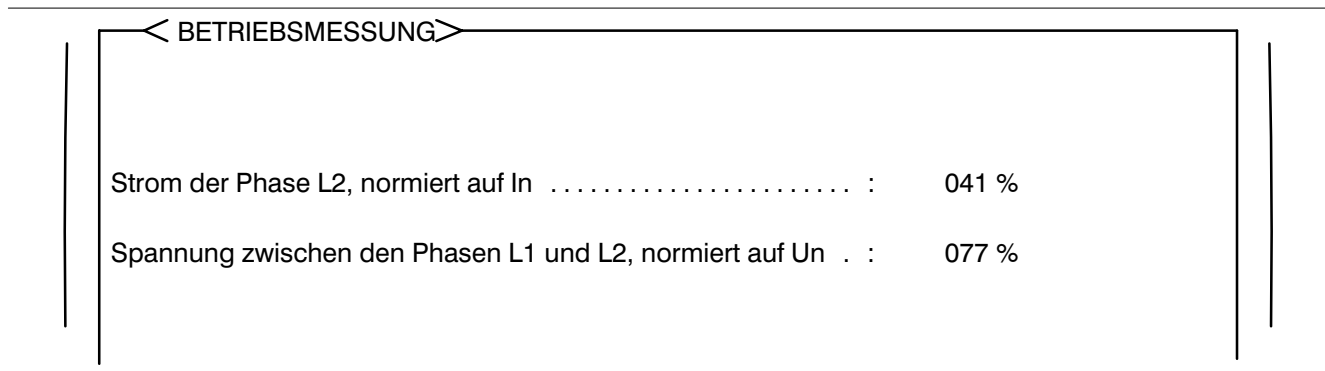 < BETRIEBSMESSUNG>
Strom der Phase L2, normiert auf In . . . . . . . . . . . . . . . . . . . . . . . : 041 %
Spannung zwischen den Phasen L1 und L2, normiert auf Un . : 077 %